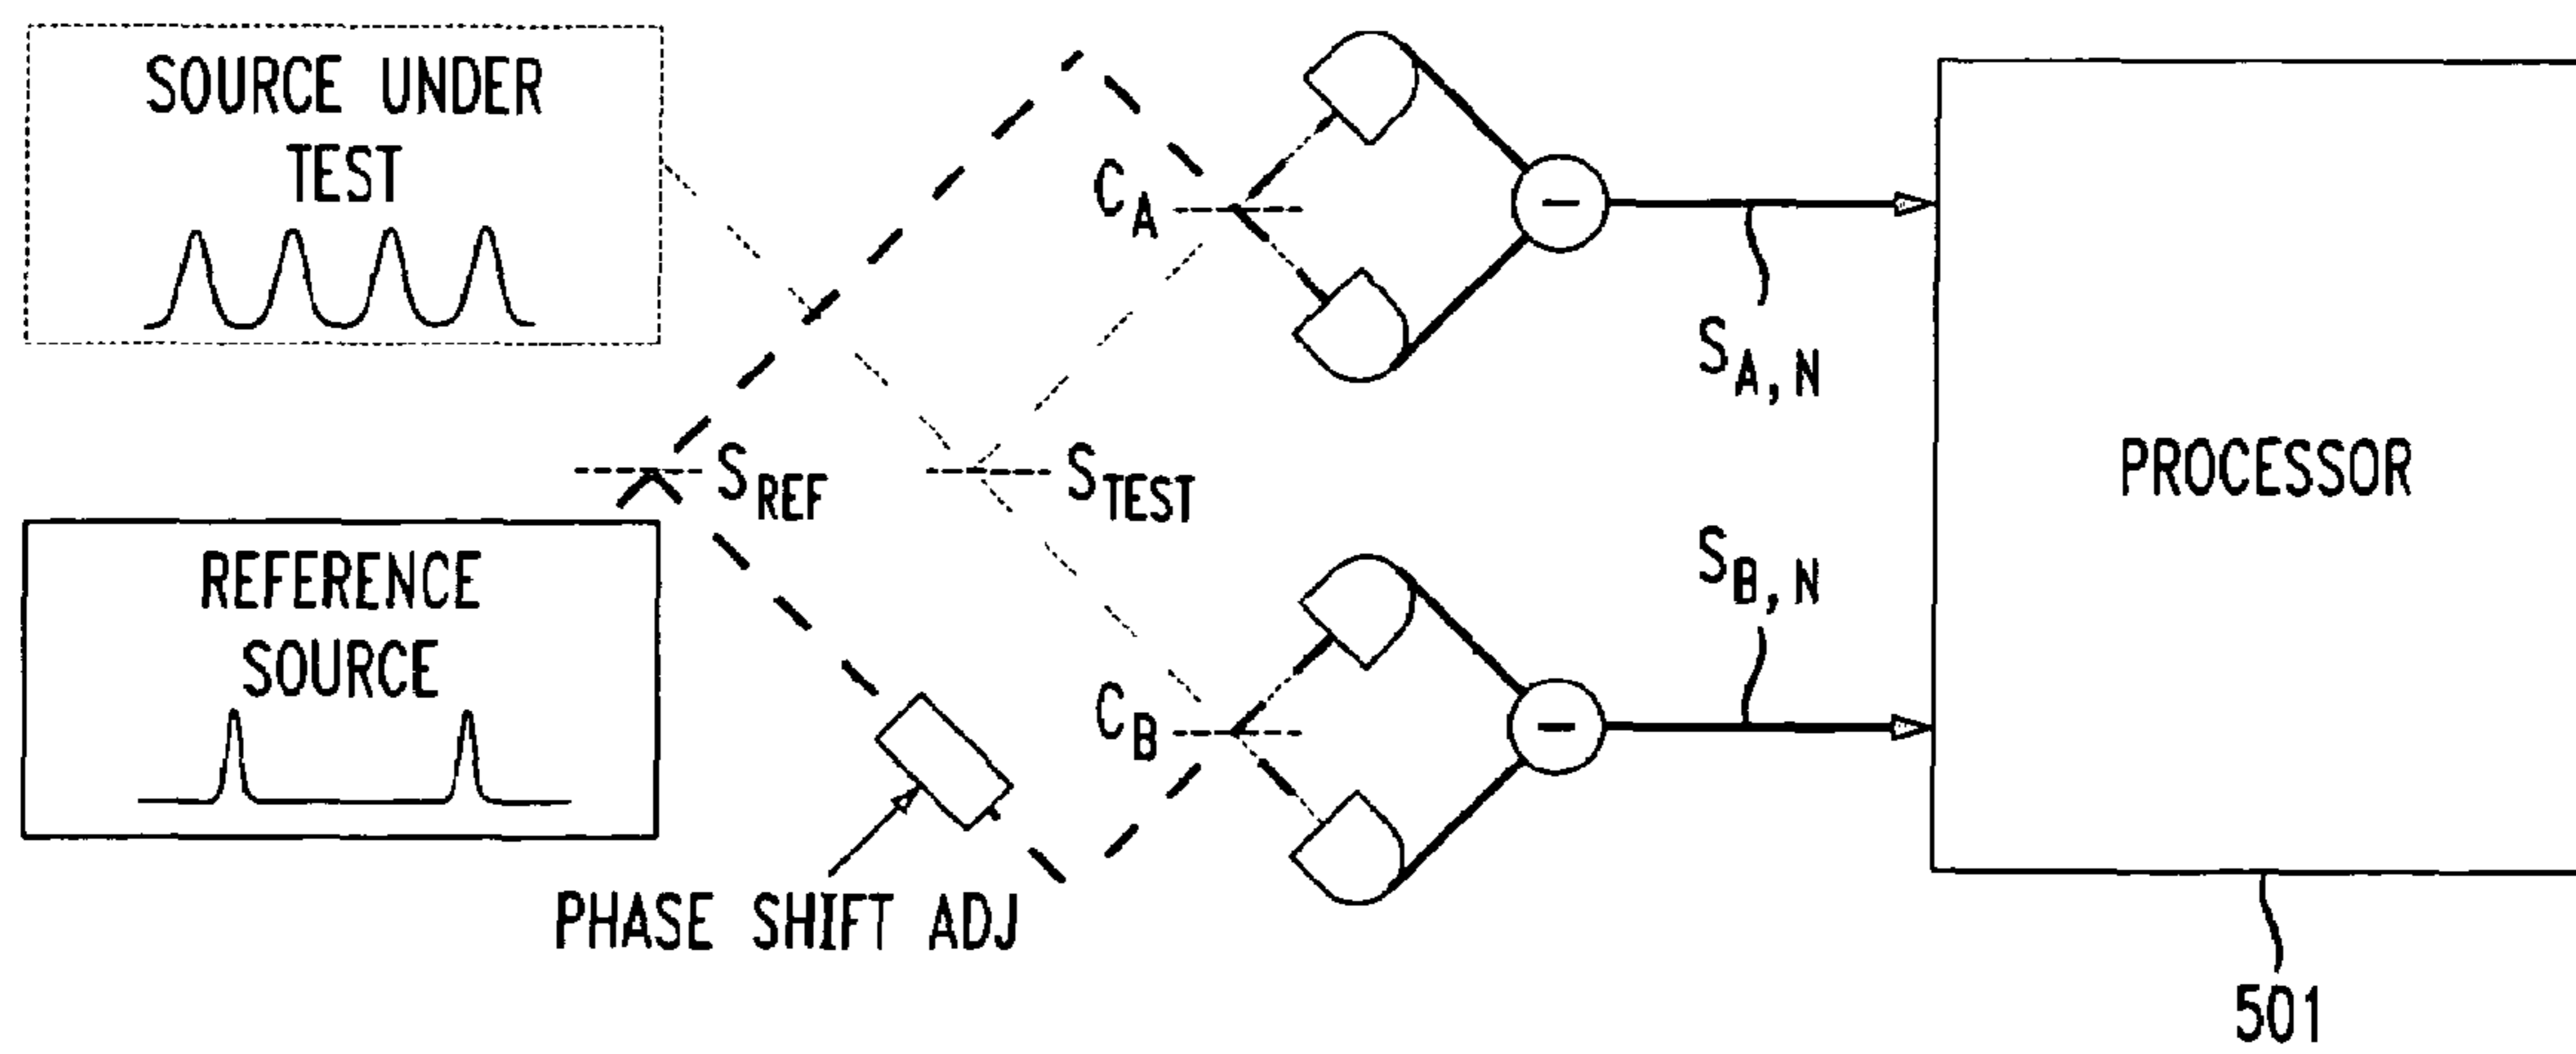 SOURCE UNDER
TEST
C_A
S_A, N
S_REF
S_TEST
PROCESSOR
REFERENCE
SOURCE
S_B, N
C_B
PHASE SHIFT ADJ
501